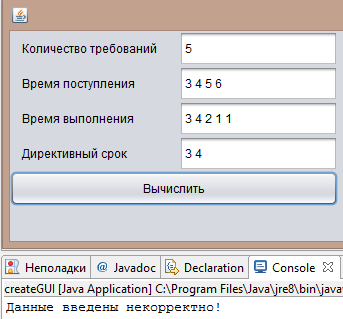 Количество требований 5
Время поступления 3 4 5 6
Время выполнения 3 4 2 1 1
Директивный срок 3 4
Вычислить
Неполадки @ Javadoc Declaration Console
createGUI [Java Application] C:\Program Files\Java\jre8\bin\java
Данные введены некорректно!